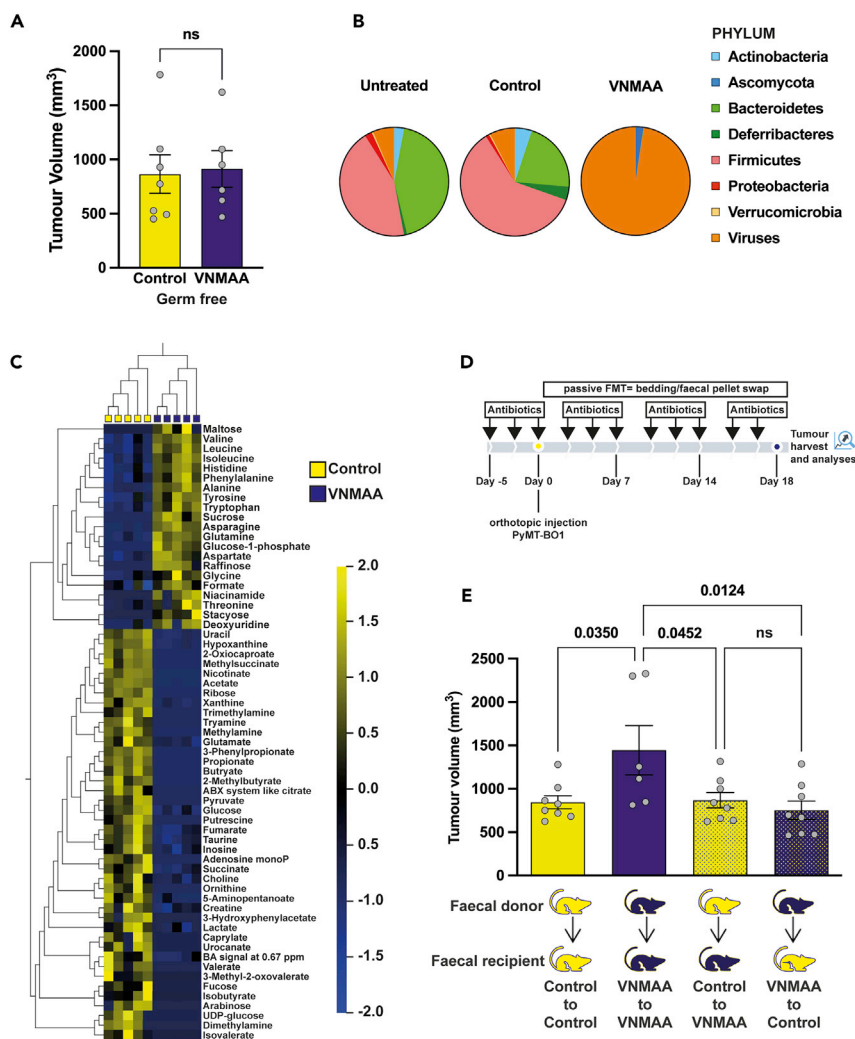 A
ns
Tumour Volume (mm³)
2000
1500
1000
500
0
Control VNMAA
Germ free
B
Untreated
Control
VNMAA
PHYLUM
Actinobacteria
Ascomycota
Bacteroidetes
Deferribacteres
Firmicutes
Proteobacteria
Verrucomicrobia
Viruses
C
Maltose
Valine
Leucine
Isoleucine
Histidine
Phenylalanine
Alanine
Tyrosine
Tryptophan
Sucrose
Asparagine
Glutamine
Glucose-1-phosphate
Aspartate
Raffinose
Glycine
Formate
Niacinamide
Threonine
Stacyose
Deoxyuridine
Uracil
Hypoxanthine
2-Oxiocaproate
Methylsuccinate
Nicotinate
Acetate
Ribose
Xanthine
Trimethylamine
Tryamine
Methylamine
Glutamate
3-Phenylpropionate
Propionate
Butryate
2-Methylbutyrate
ABX system like citrate
Pyruvate
Glucose
Putrescine
Fumarate
Taurine
Inosine
Adenosine monoP
Succinate
Choline
Ornithine
5-Aminopentanoate
Creatine
3-Hydroxyphenylacetate
Lactate
Caprylate
Urocanate
BA signal at 0.67 ppm
Valerate
3-Methyl-2-oxovalerate
Fucose
Isobutyrate
Arabinose
UDP-glucose
Dimethylamine
Isovalerate
Control
VNMAA
2.0
1.5
1.0
0.5
0.0
-0.5
-1.0
-1.5
-2.0
D
passive FMT= bedding/faecal pellet swap
Antibiotics Antibiotics Antibiotics Antibiotics
Tumour
harvest
and analyses
Day -5 Day 0 Day 7 Day 14 Day 18
orthotopic injection
PyMT-BO1
E
0.0124
0.0350 0.0452 ns
Tumour volume (mm³)
2500
2000
1500
1000
500
0
Faecal donor
Faecal recipient
Control VNMAA Control VNMAA
to to to to
Control VNMAA VNMAA Control